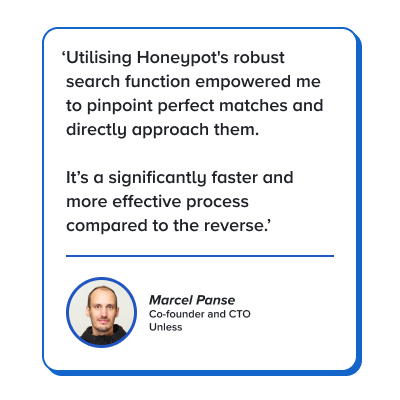 ‘Utilising Honeypot's robust
search function empowered me
to pinpoint perfect matches and
directly approach them.
It’s a significantly faster and
more effective process
compared to the reverse.’
Marcel Panse
Co-founder and CTO
Unless